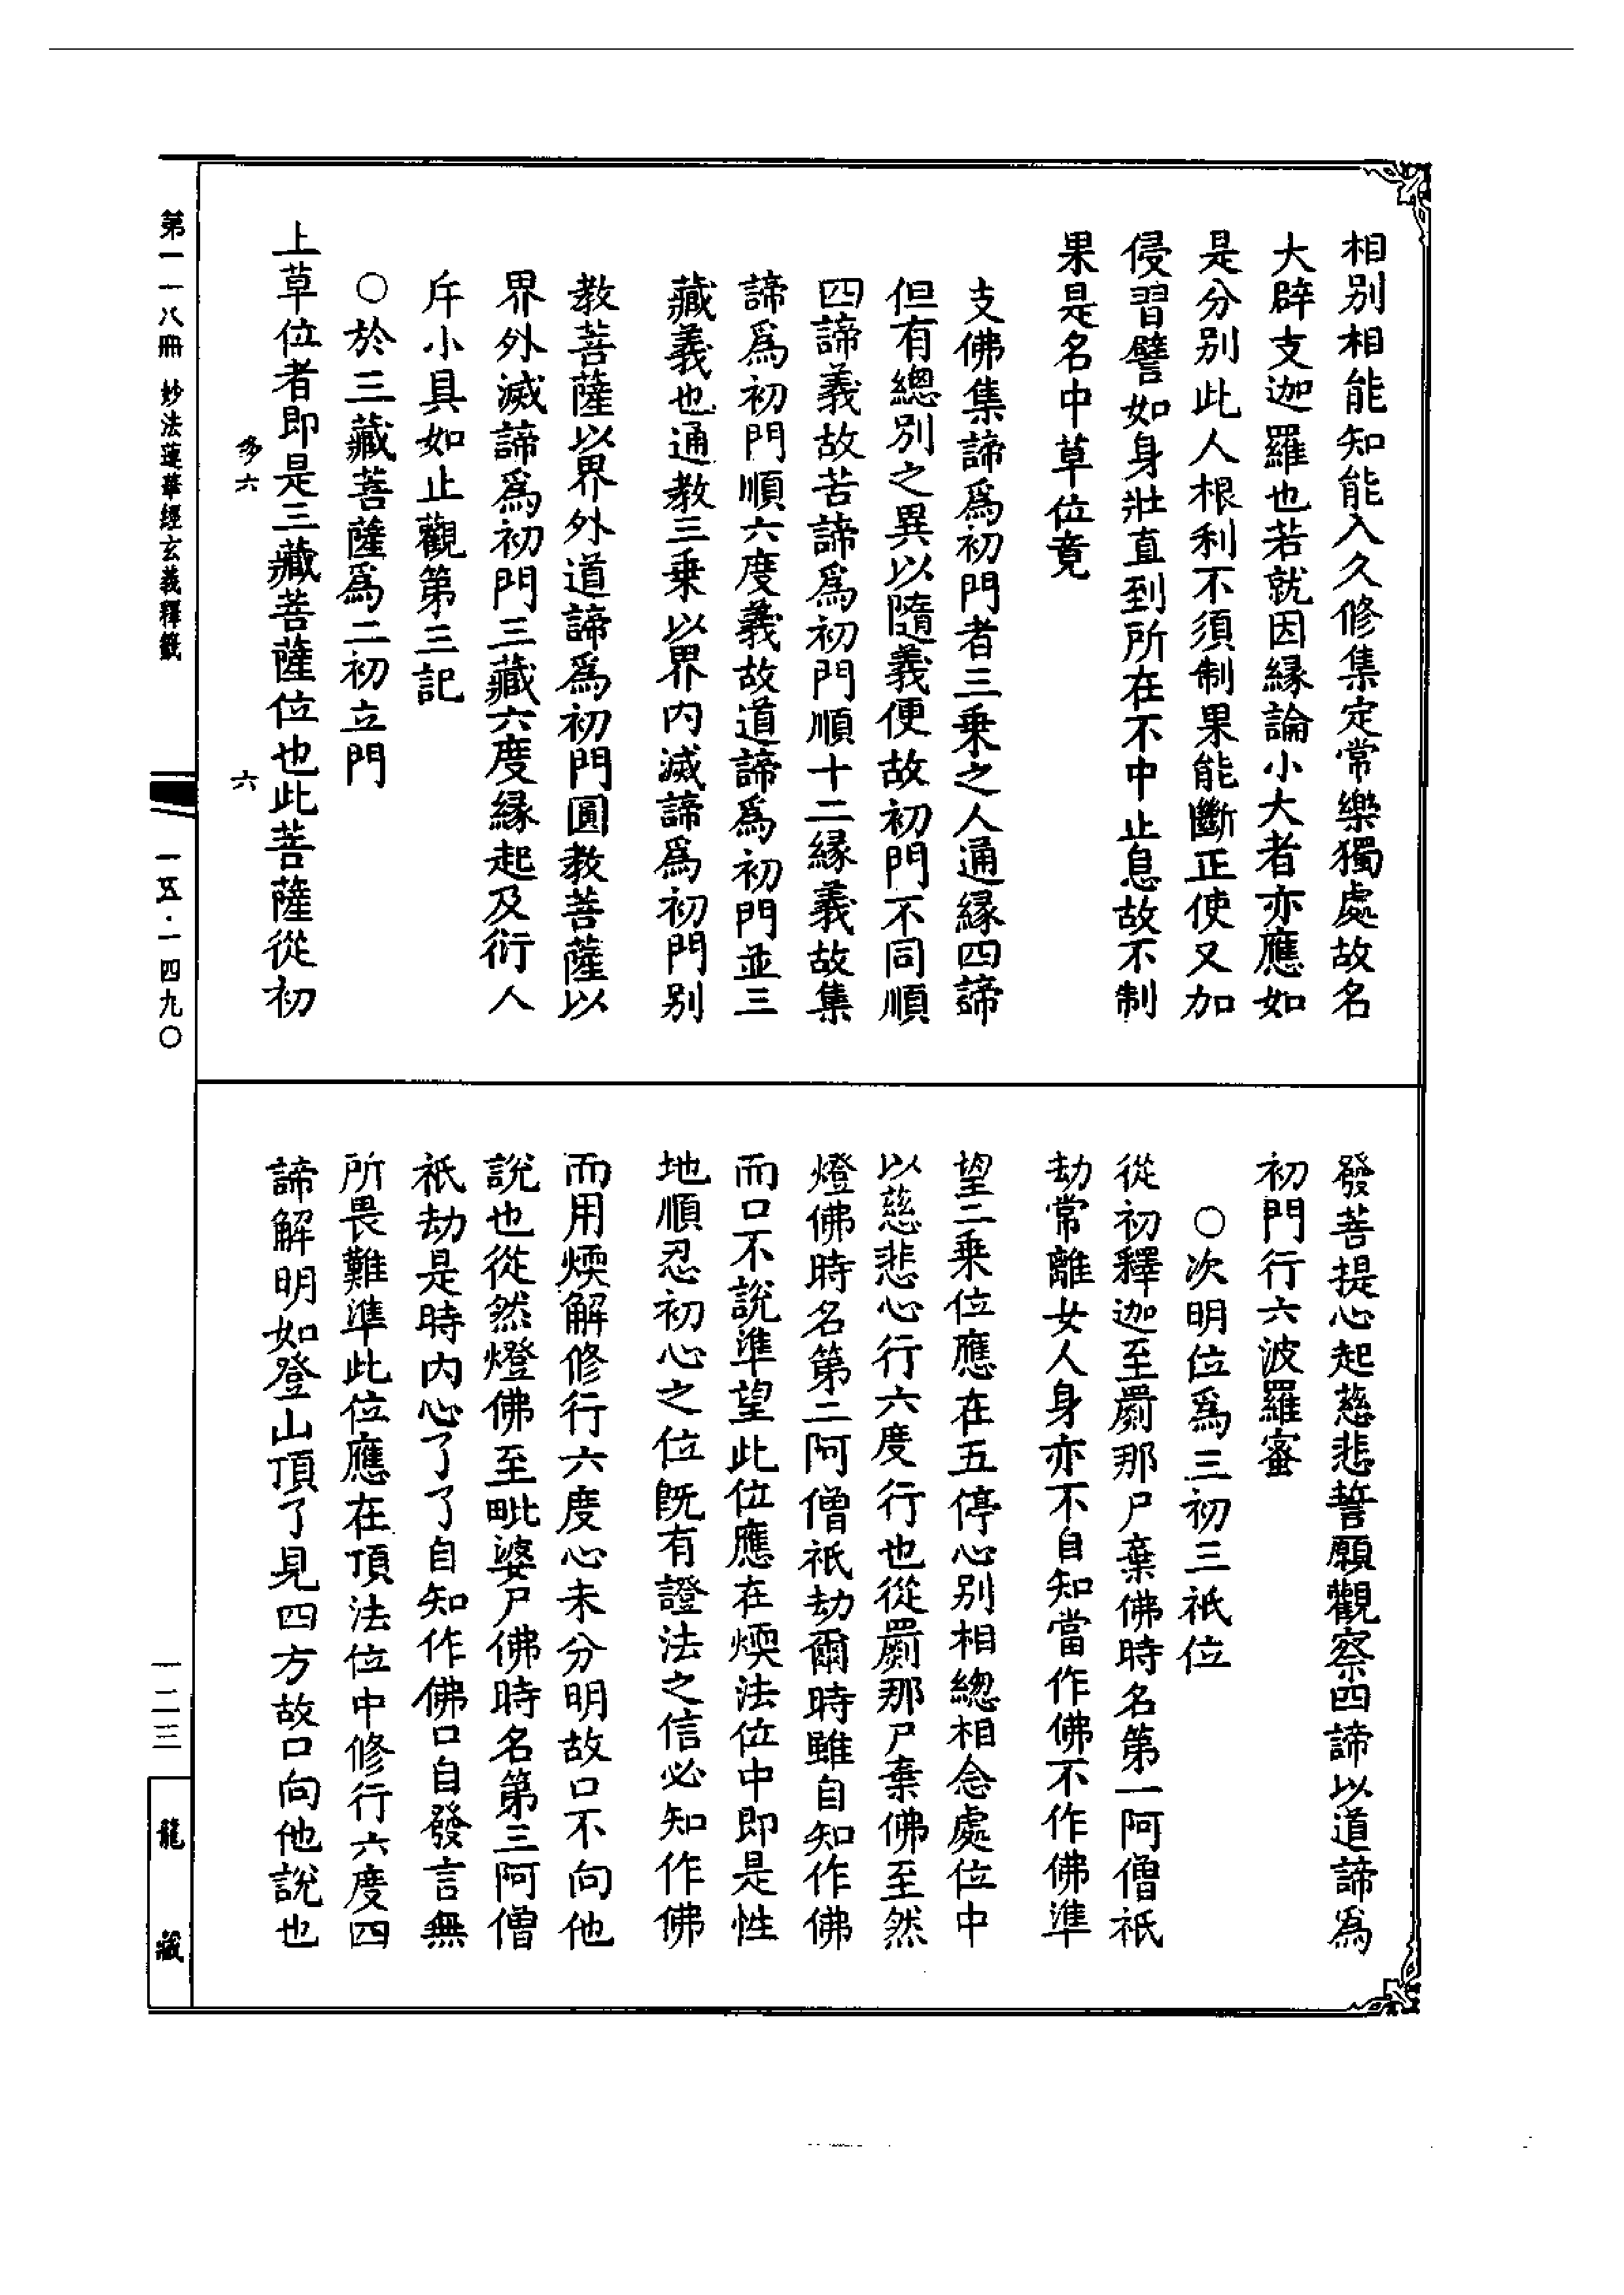 相別相能知能入久修集定常樂獨處故名
大辟支迦羅也若就因緣論小大者亦應如
是分別此人根利不須制果能斷正使又加
侵習譬如身壯直到所在不中止息故不制
果是名中草位竟
支佛集諦爲初門者三乘之人通緣四諦
但有總別之異以隨義便故初門不同順
四諦義故苦諦爲初門順十二緣義故集
諦爲初門順六度義故道諦爲初門並三
藏義也通教三乘以界內滅諦爲初門別
教菩薩以界外道諦爲初門圓教菩薩以
界外滅諦爲初門三藏六度緣起及衍人
斥小具如止觀第三記
○於三藏菩薩爲二初立門
上草位者即是三藏菩薩位也此菩薩從初
發菩提心起慈悲誓願觀察四諦以道諦爲
初門行六波羅蜜
○次明位爲三初三祇位
從初釋迦至罽那尸棄佛時名第一阿僧祇
劫常離女人身亦不自知當作佛不作佛準
望二乘位應在五停心別相總相念處位中
以慈悲心行六度行也從罽那尸棄佛至然
燈佛時名第二阿僧祇劫爾時雖自知作佛
而口不說準望此位應在煗法位中即是性
地順忍初心之位旣有證法之信必知作佛
而用煗解修行六度心未分明故口不向他
說也從然燈佛至毗婆尸佛時名第三阿僧
祇劫是時內心了了自知作佛口自發言無
所畏難準此位應在頂法位中修行六度四
諦解明如登山頂了見四方故口向他說也
多六
六
第一一八冊 妙法蓮華經玄義釋籤
一五·一四九〇
一二三
龍藏